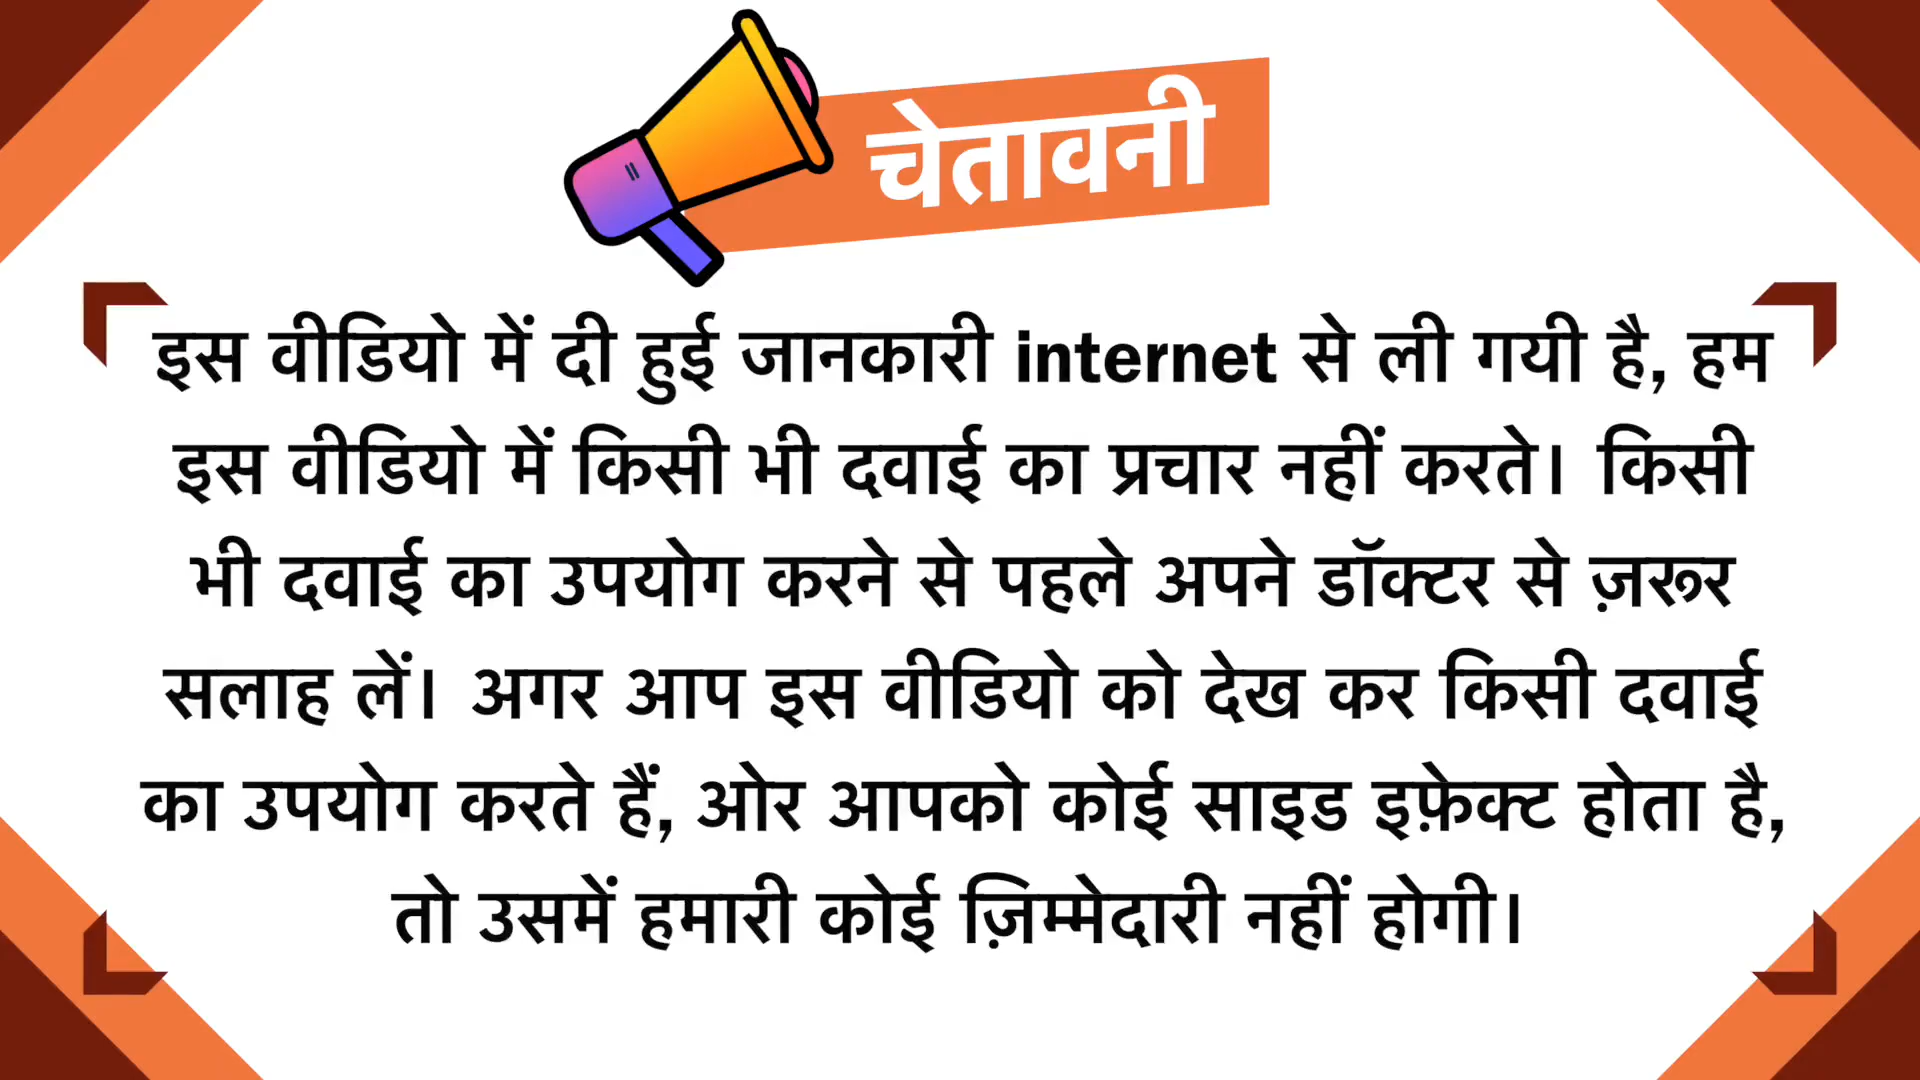 चेतावनी
इस वीडियो में दी हुई जानकारी internet से ली गयी है, हम
इस वीडियो में किसी भी दवाई का प्रचार नहीं करते। किसी
भी दवाई का उपयोग करने से पहले अपने डॉक्टर से ज़रूर
सलाह लें। अगर आप इस वीडियो को देख कर किसी दवाई
का उपयोग करते हैं, ओर आपको कोई साइड इफ़ेक्ट होता है,
तो उसमें हमारी कोई ज़िम्मेदारी नहीं होगी।